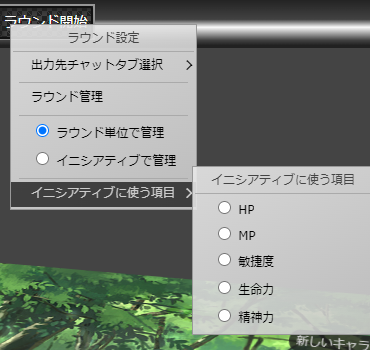 ラウンド開始
ラウンド設定
出力先チャットタブ選択
ラウンド管理
ラウンド単位で管理
イニシアティブで管理
イニシアティブに使う項目
イニシアティブに使う項目
HP
MP
敏捷度
生命力
精神力
新しいキャラ